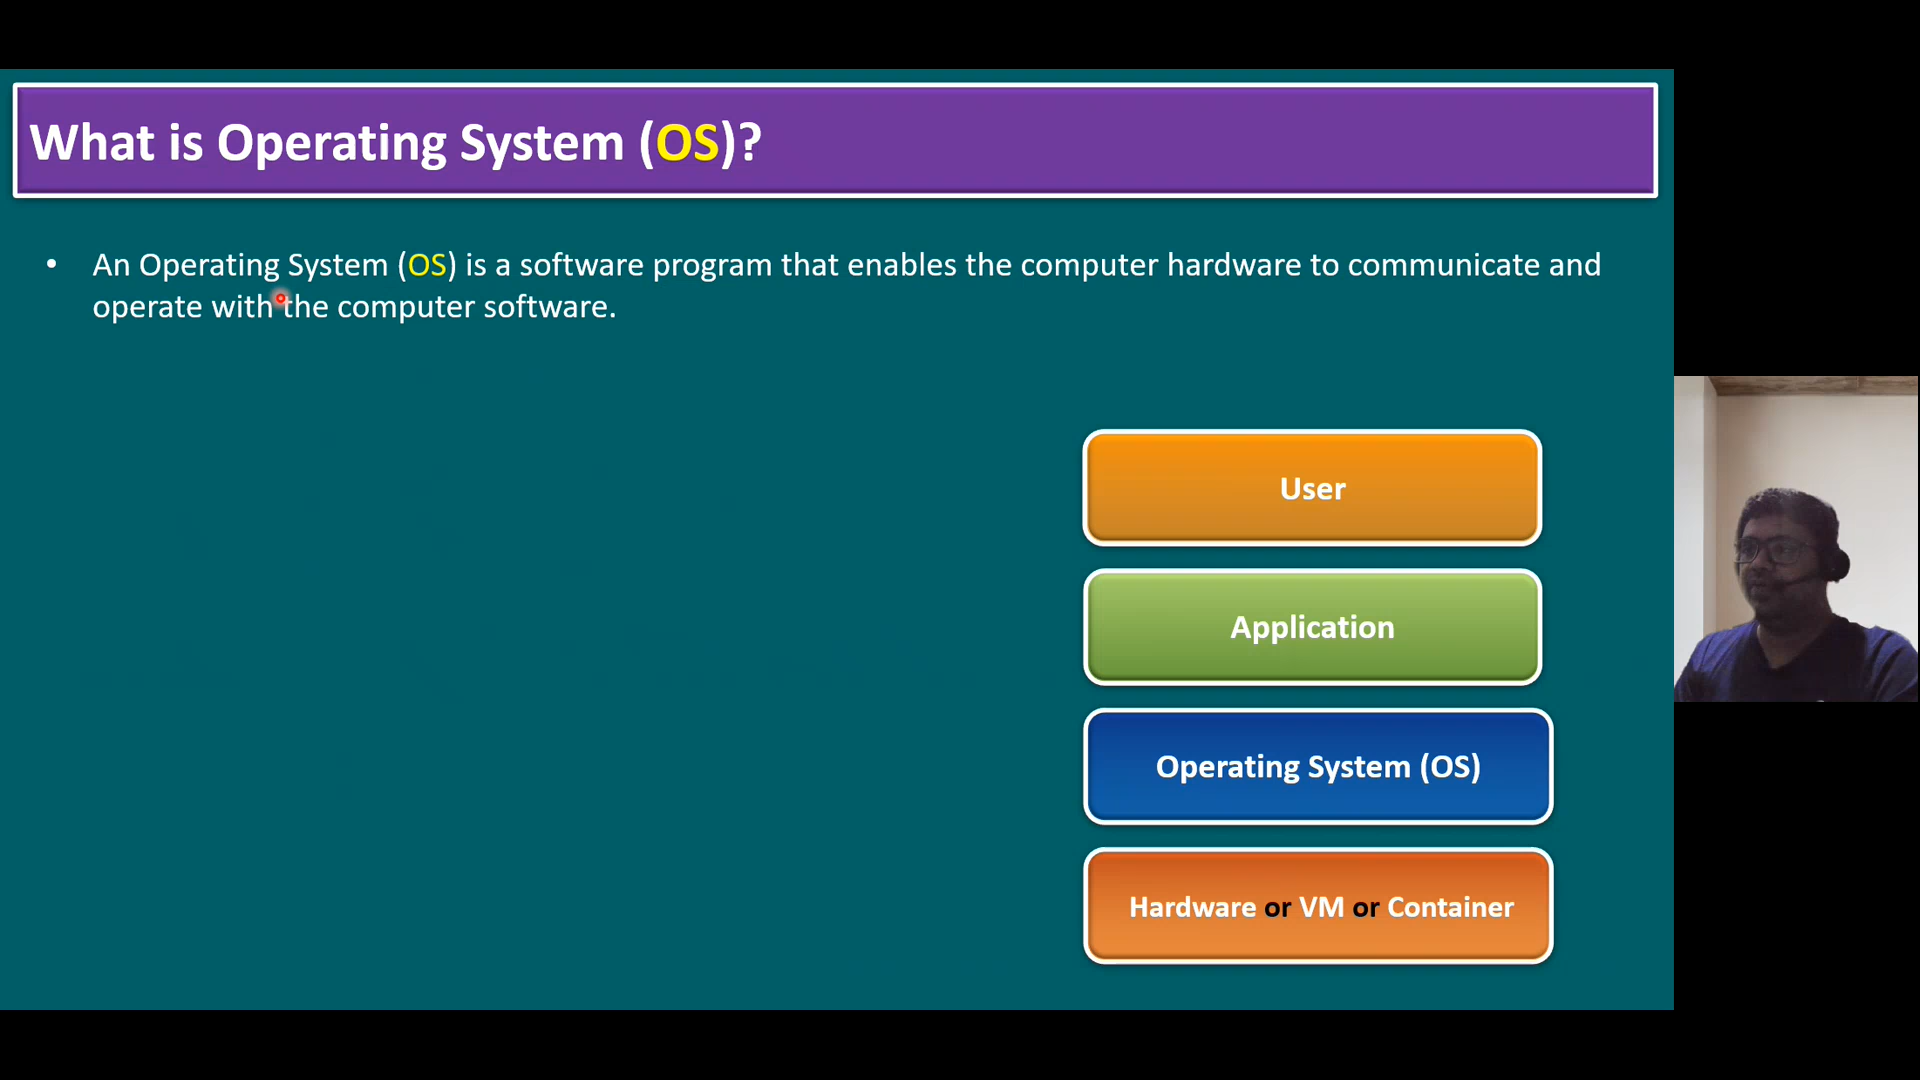 What is Operating System (OS)?
• An Operating System (OS) is a software program that enables the computer hardware to communicate and
operate with the computer software.
User
Application
Operating System (OS)
Hardware or VM or Container